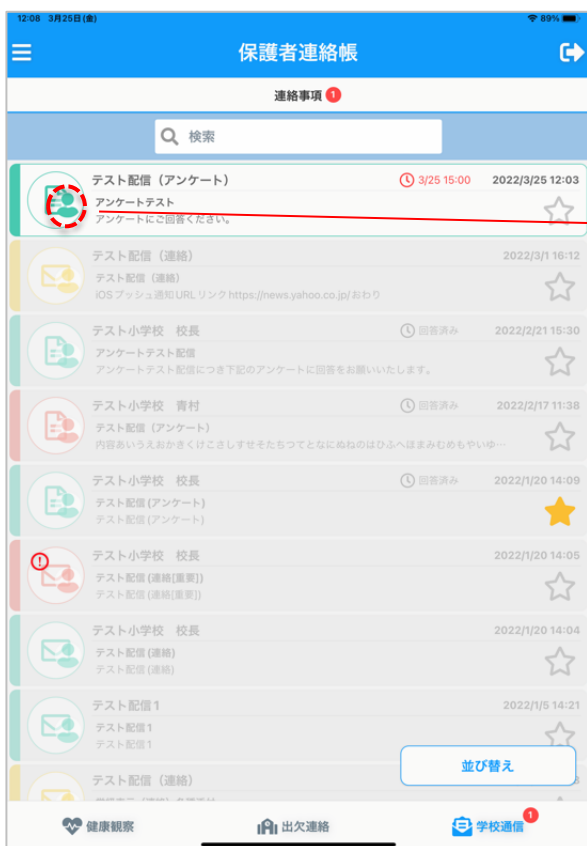 12:08 3月25日(金)
89%
保護者連絡帳
連絡事項 1
検索
テスト配信（アンケート） 3/25 15:00 2022/3/25 12:03
アンケートテスト
アンケートにご回答ください。
テスト配信（連絡） 2022/3/1 16:12
テスト配信（連絡）
iOSプッシュ通知URLリンクhttps://news.yahoo.co.jp/おわり
テスト小学校 校長 回答済み 2022/2/21 15:30
アンケートテスト配信
アンケートテスト配信につき下記のアンケートに回答をお願いいたします。
テスト小学校 青村 回答済み 2022/2/17 11:38
テスト配信（アンケート）
内容あいうえおかきくけこさしすせそたちつてとなにぬねのはひふへほまみむめもやいゆ…
テスト小学校 校長 回答済み 2022/1/20 14:09
テスト配信(アンケート)
テスト配信(アンケート)
テスト小学校 校長 2022/1/20 14:05
テスト配信(連絡[重要])
テスト配信(連絡[重要])
テスト小学校 校長 2022/1/20 14:04
テスト配信(連絡)
テスト配信(連絡)
テスト配信1 2022/1/5 14:21
テスト配信1
テスト配信1
並び替え
テスト配信（連絡）
健康観察 出欠連絡 学校通信 1